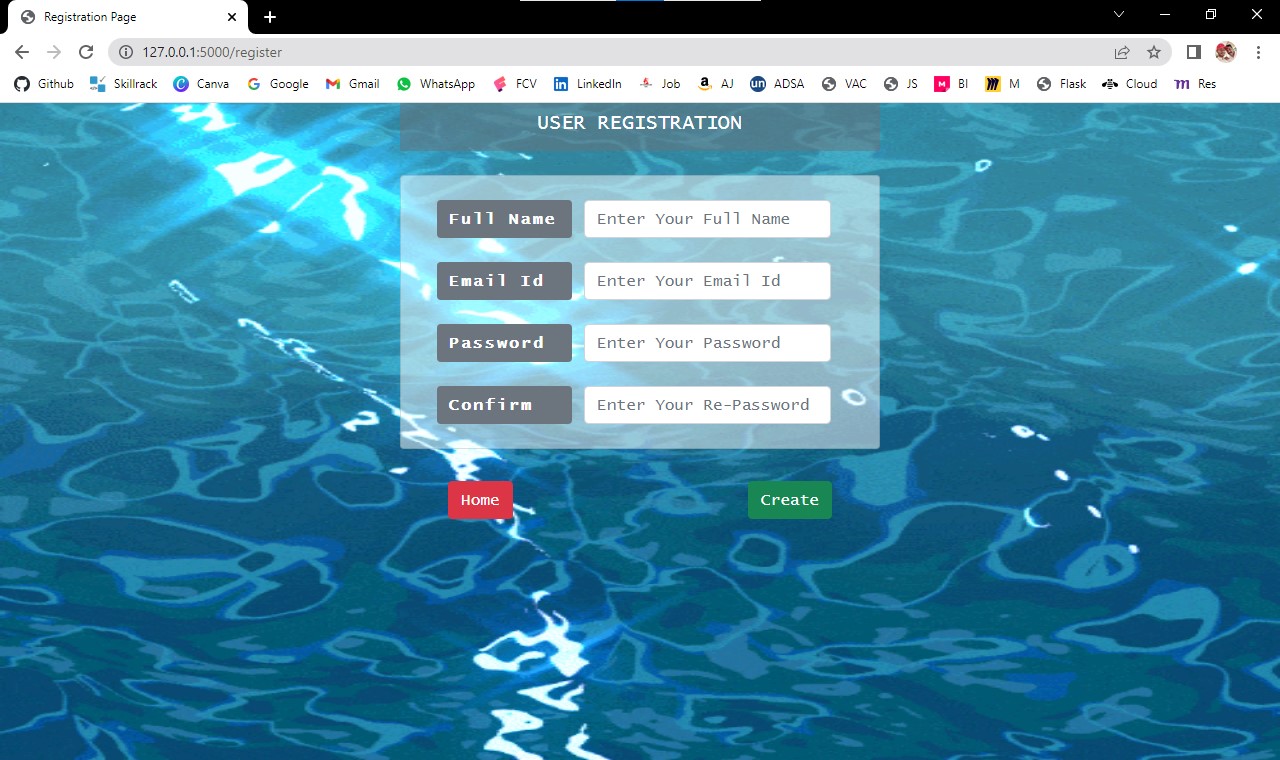 Registration Page
127.0.0.1:5000/register
Github Skillrack Canva Google Gmail WhatsApp FCV LinkedIn Job AJ ADSA VAC JS BI M Flask Cloud Res
USER REGISTRATION
Full Name Enter Your Full Name
Email Id Enter Your Email Id
Password Enter Your Password
Confirm Enter Your Re-Password
Home Create